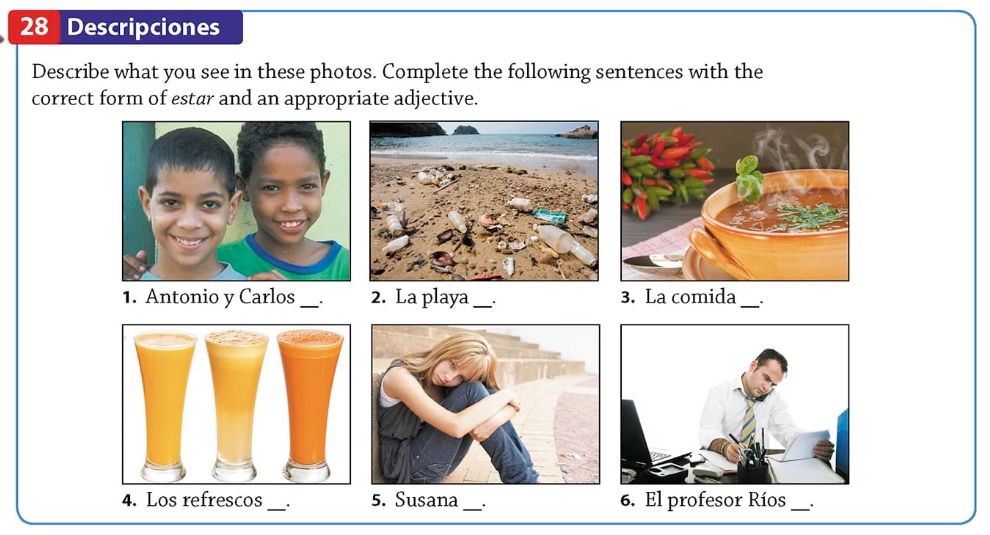 28 Descripciones
Describe what you see in these photos. Complete the following sentences with the
correct form of estar and an appropriate adjective.
1. Antonio y Carlos __.
2. La playa __.
3. La comida __.
4. Los refrescos __.
5. Susana __.
6. El profesor Ríos __.